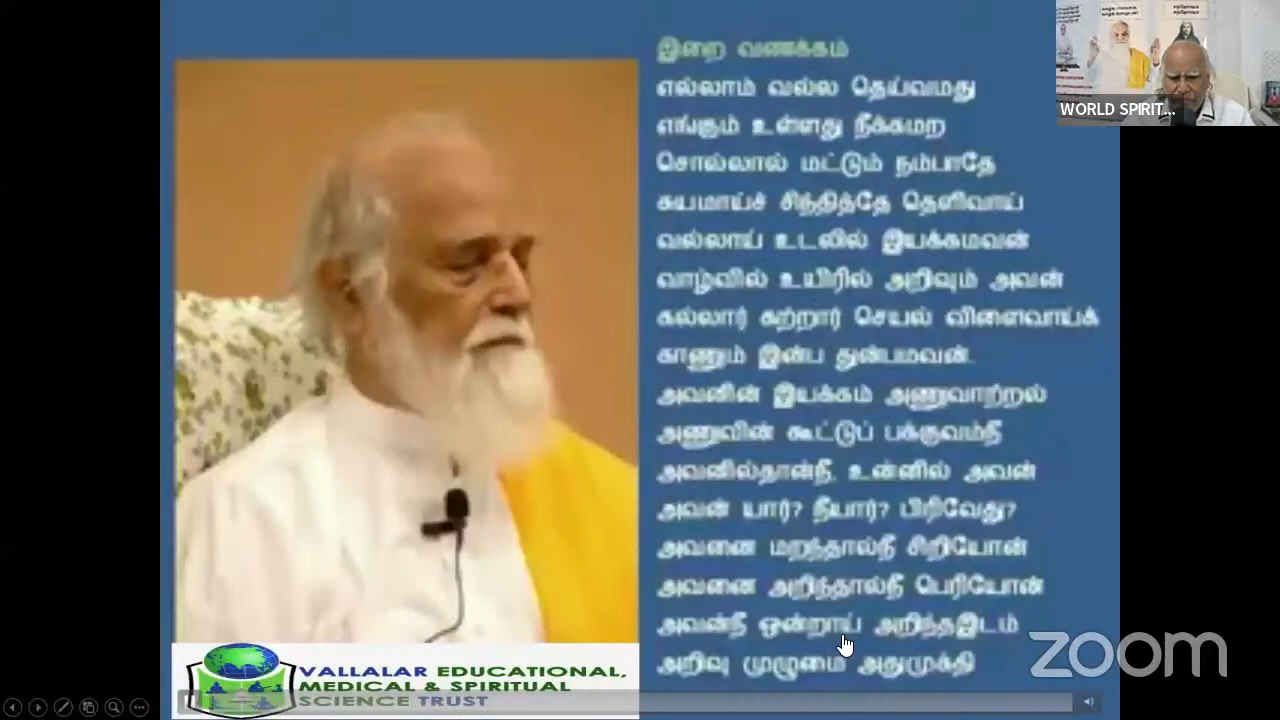 இறை வணக்கம்
எல்லாம் வல்ல தெய்வமது
எங்கும் உள்ளது நீக்கமற
சொல்லால் மட்டும் நம்பாதே
சுயமாய்ச் சிந்தித்தே தெளிவாய்
வல்லாய் உடலில் இயக்கமவன்
வாழ்வில் உயிரில் அறிவும் அவன்
கல்லார் கற்றார் செயல் விளைவாய்க்
காணும் இன்ப துன்பமவன்.
அவனின் இயக்கம் அணுவாற்றல்
அணுவின் கூட்டுப் பக்குவம்நீ
அவனில்தான்நீ, உன்னில் அவன்
அவன் யார்? நீயார்? பிரிவேது?
அவனை மறந்தால்நீ சிறியோன்
அவனை அறிந்தால்நீ பெரியோன்
அவன்நீ ஒன்றாய் அறிந்தஇடம்
அறிவு முழுமை அதுமுக்தி
VALLALAR EDUCATIONAL,
MEDICAL & SPIRITUAL
SCIENCE TRUST
WORLD SPIRIT...
zoom